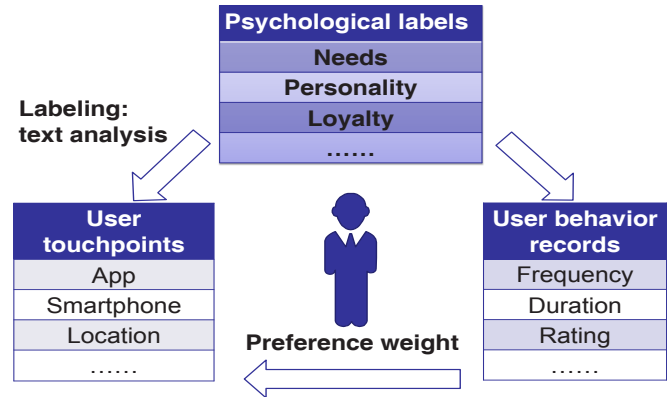 Psychological labels
Needs
Personality
Loyalty
......
Labeling:
text analysis
User
touchpoints
App
Smartphone
Location
......
User behavior
records
Frequency
Duration
Rating
......
Preference weight